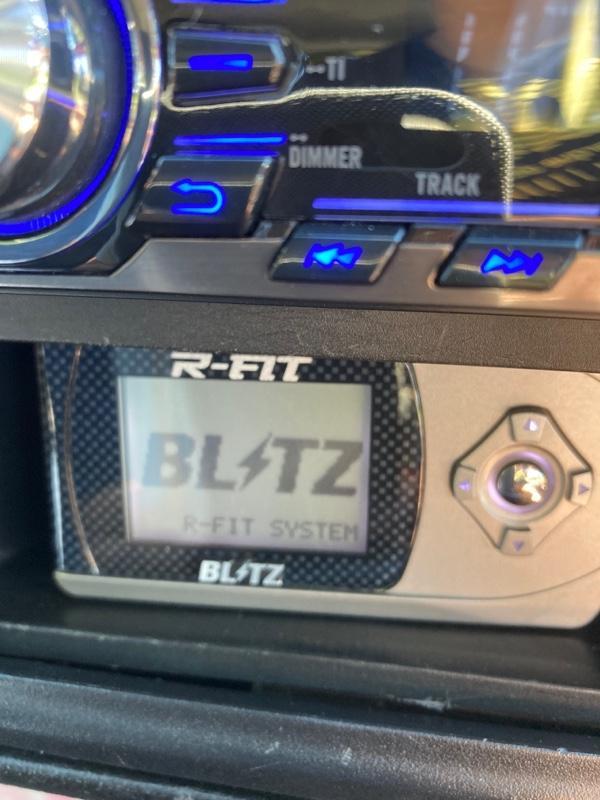 TI
DIMMER
TRACK
R-FIT
BLITZ
R-FIT SYSTEM
BLITZ